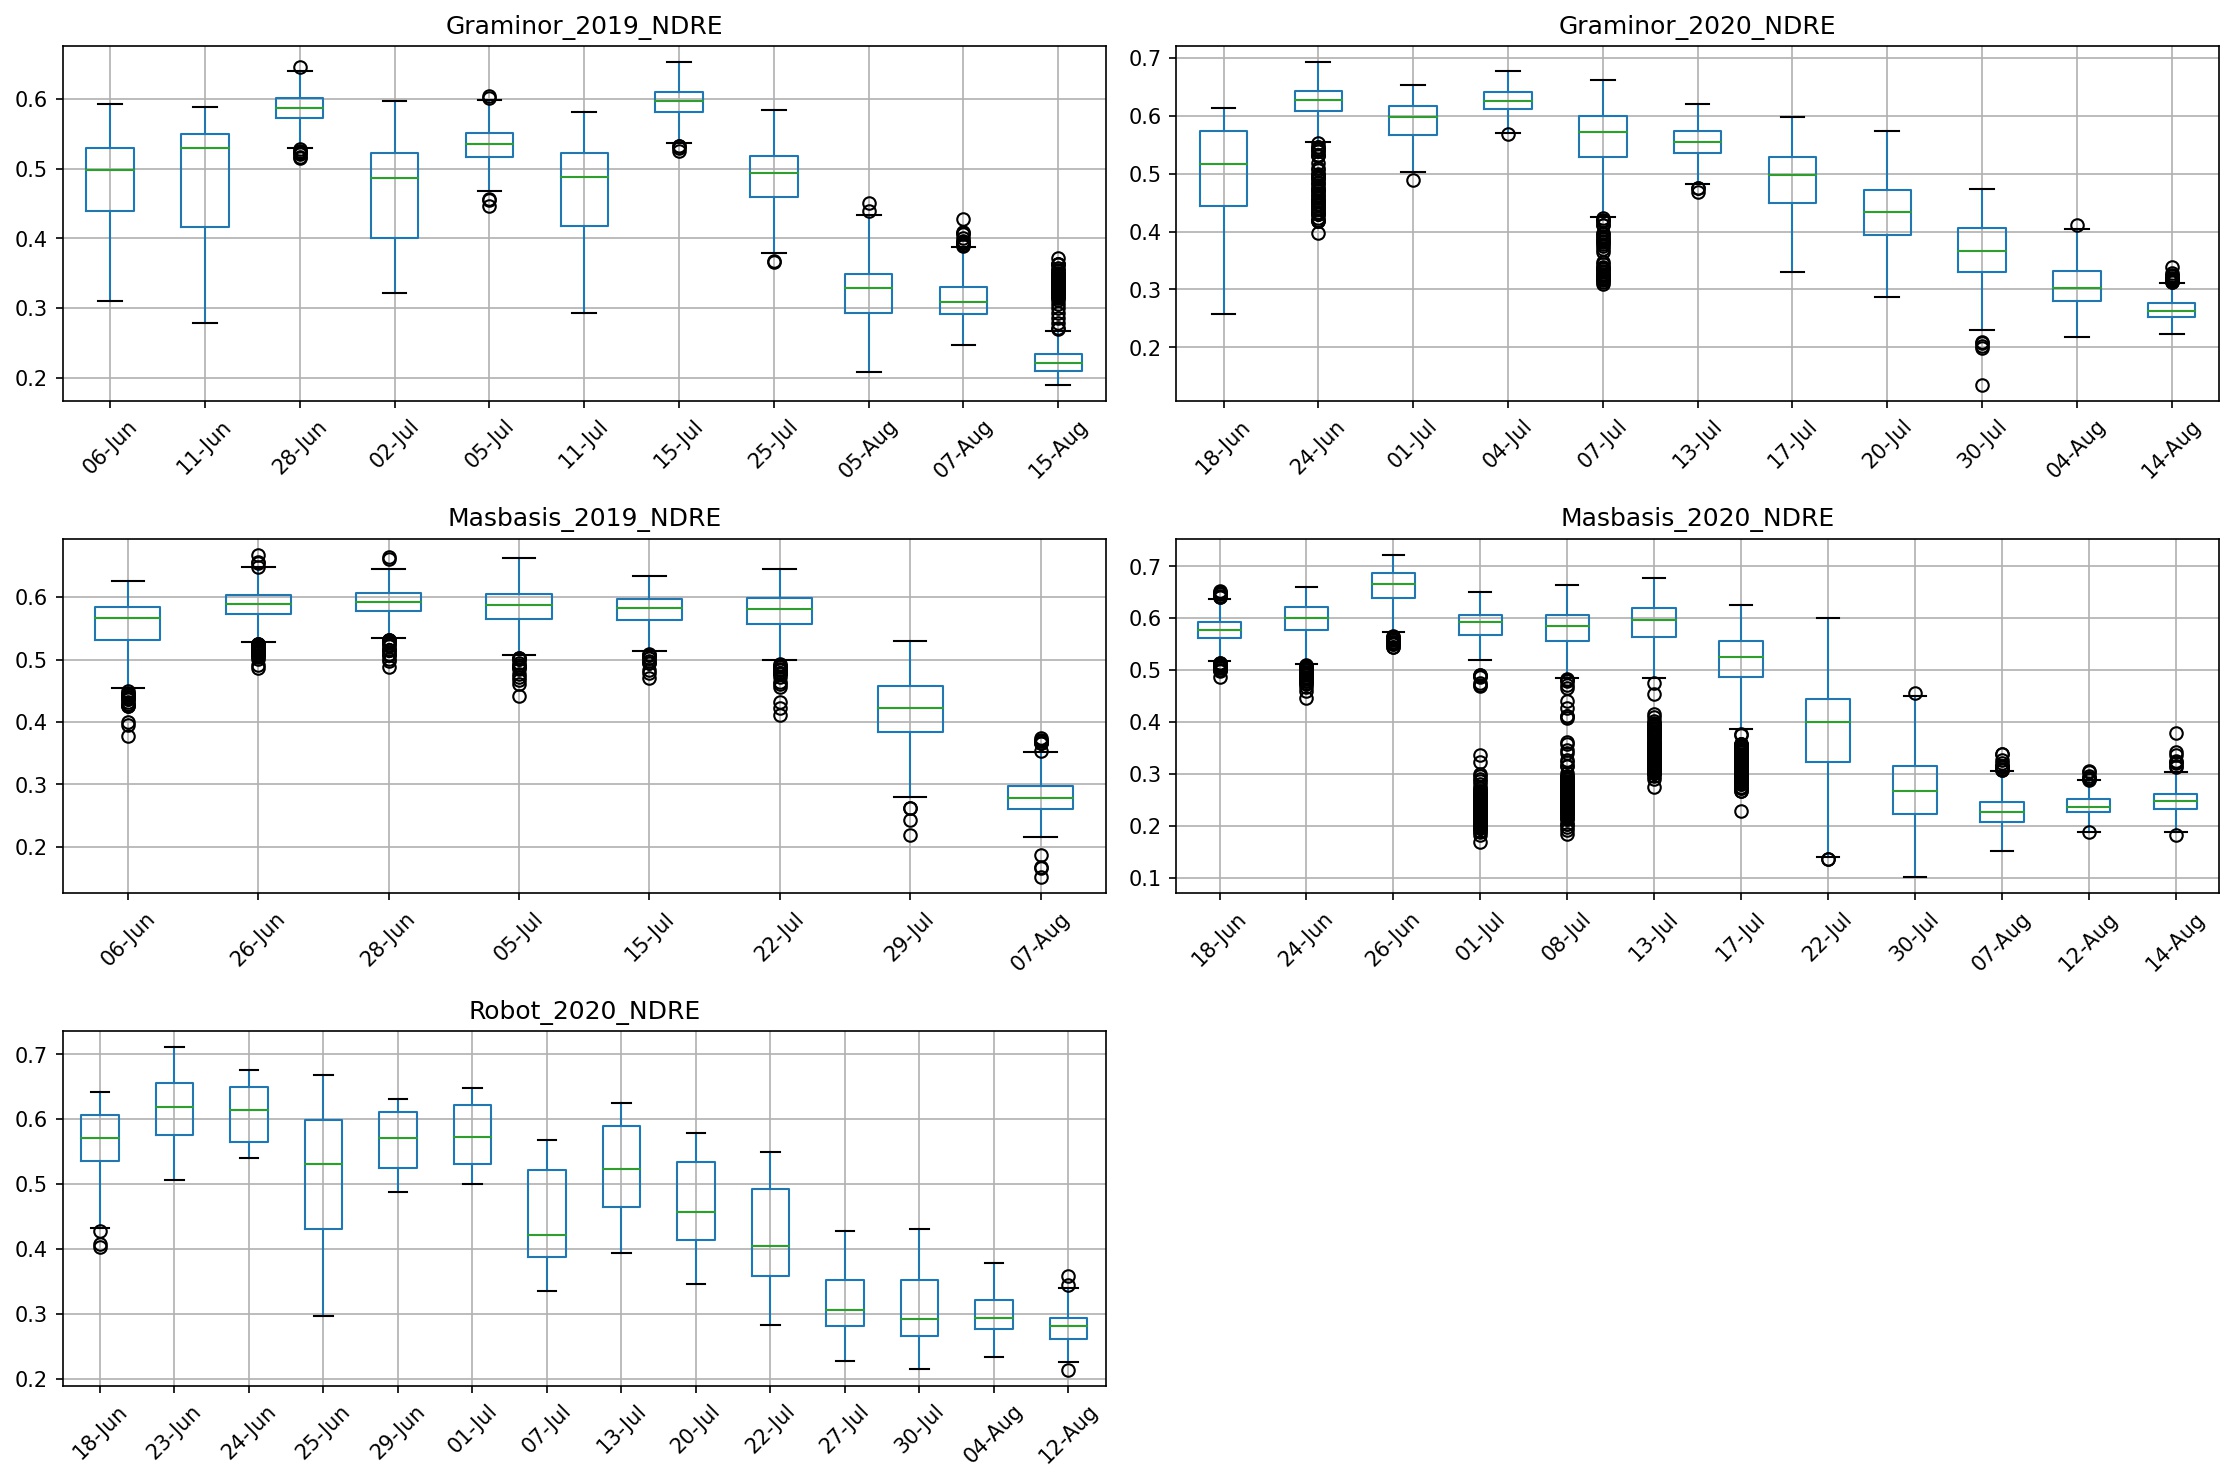 Graminor_2019_NDRE
0.6
0.5
0.4
0.3
0.2
06-Jun 11-Jun 28-Jun 02-Jul 05-Jul 11-Jul 15-Jul 25-Jul 05-Aug 07-Aug 15-Aug
Graminor_2020_NDRE
0.7
0.6
0.5
0.4
0.3
0.2
18-Jun 24-Jun 01-Jul 04-Jul 07-Jul 13-Jul 17-Jul 20-Jul 30-Jul 04-Aug 14-Aug
Masbasis_2019_NDRE
0.6
0.5
0.4
0.3
0.2
06-Jun 26-Jun 28-Jun 05-Jul 15-Jul 22-Jul 29-Jul 07-Aug
Masbasis_2020_NDRE
0.7
0.6
0.5
0.4
0.3
0.2
0.1
18-Jun 24-Jun 26-Jun 01-Jul 08-Jul 13-Jul 17-Jul 22-Jul 30-Jul 07-Aug 12-Aug 14-Aug
Robot_2020_NDRE
0.7
0.6
0.5
0.4
0.3
0.2
18-Jun 23-Jun 24-Jun 25-Jun 29-Jun 01-Jul 07-Jul 13-Jul 20-Jul 22-Jul 27-Jul 30-Jul 04-Aug 12-Aug